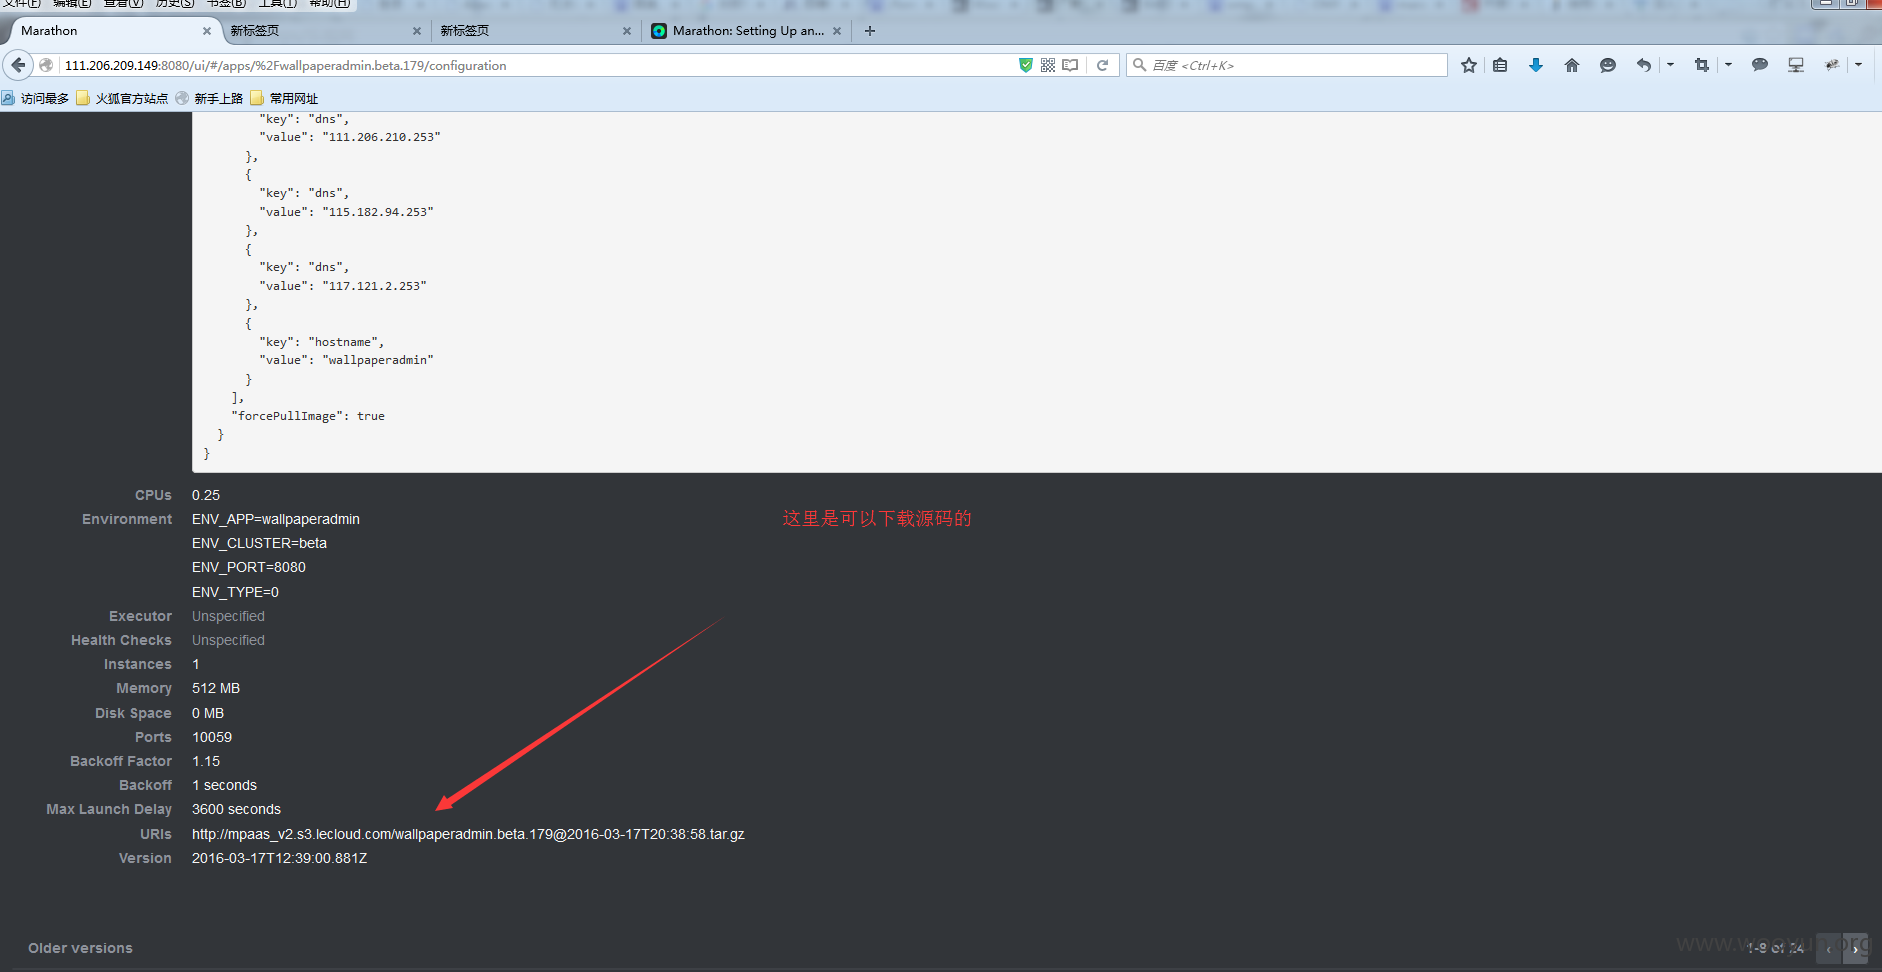 文件(F) 编辑(E) 查看(V) 历史(S) 书签(B) 工具(T) 帮助(H)
Marathon
新标签页
新标签页
Marathon: Setting Up an...
111.206.209.149:8080/ui/#/apps/%2Fwallpaperadmin.beta.179/configuration
百度 <Ctrl+K>
访问最多 火狐官方站点 新手上路 常用网址
"key": "dns",
"value": "111.206.210.253"
},
{
"key": "dns",
"value": "115.182.94.253"
},
{
"key": "dns",
"value": "117.121.2.253"
},
{
"key": "hostname",
"value": "wallpaperadmin"
}
],
"forcePullImage": true
}
}
CPUs 0.25
Environment ENV_APP=wallpaperadmin
这里是可以下载源码的
ENV_CLUSTER=beta
ENV_PORT=8080
ENV_TYPE=0
Executor Unspecified
Health Checks Unspecified
Instances 1
Memory 512 MB
Disk Space 0 MB
Ports 10059
Backoff Factor 1.15
Backoff 1 seconds
Max Launch Delay 3600 seconds
URIs http://mpaas_v2.s3.lecloud.com/wallpaperadmin.beta.179@2016-03-17T20:38:58.tar.gz
Version 2016-03-17T12:39:00.881Z
Older versions
1-8 of 24
www.wooyun.org